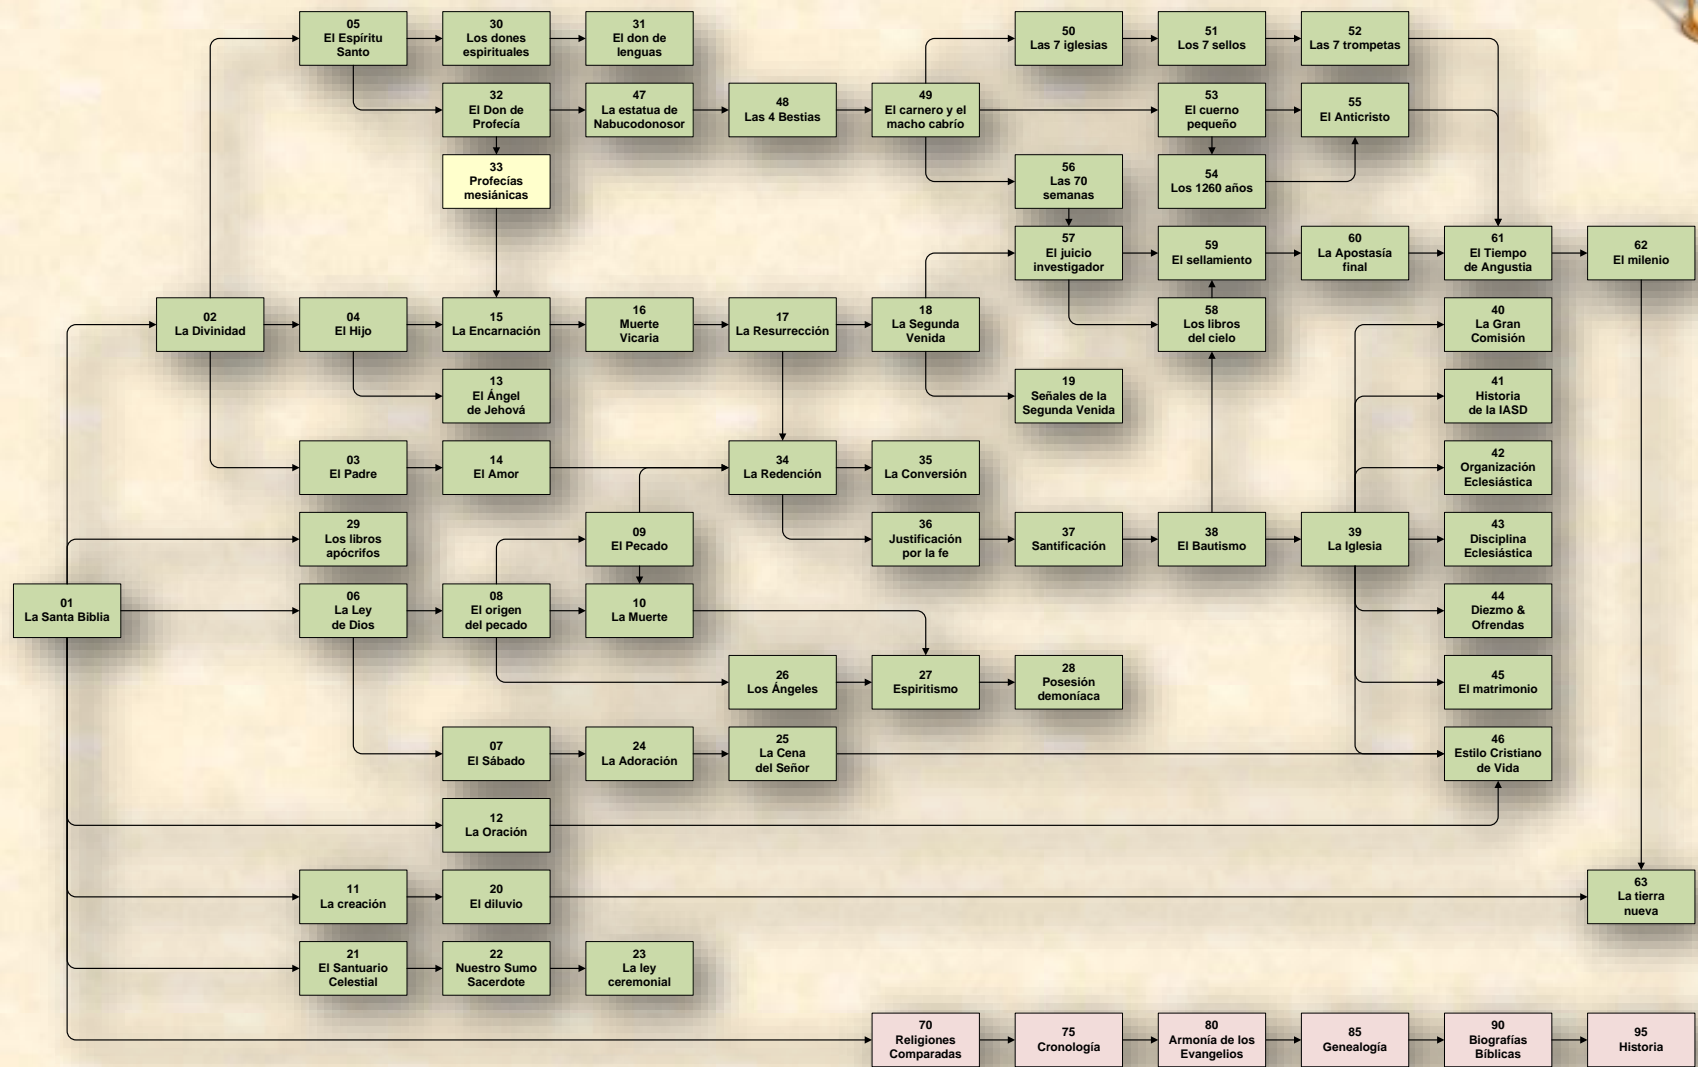 05
El Espíritu
Santo
30
Los dones
espirituales
31
El don de
lenguas
50
Las 7 iglesias
51
Los 7 sellos
52
Las 7 trompetas
32
El Don de
Profecía
47
La estatua de
Nabucodonosor
48
Las 4 Bestias
49
El carnero y el
macho cabrío
53
El cuerno
pequeño
55
El Anticristo
33
Profecías
mesiánicas
56
Las 70
semanas
54
Los 1260 años
57
El juicio
investigador
59
El sellamiento
60
La Apostasía
final
61
El Tiempo
de Angustia
62
El milenio
02
La Divinidad
04
El Hijo
15
La Encarnación
16
Muerte
Vicaria
17
La Resurrección
18
La Segunda
Venida
58
Los libros
del cielo
40
La Gran
Comisión
13
El Ángel
de Jehová
19
Señales de la
Segunda Venida
41
Historia
de la IASD
03
El Padre
14
El Amor
34
La Redención
35
La Conversión
42
Organización
Eclesiástica
29
Los libros
apócrifos
09
El Pecado
36
Justificación
por la fe
37
Santificación
38
El Bautismo
39
La Iglesia
43
Disciplina
Eclesiástica
01
La Santa Biblia
06
La Ley
de Dios
08
El origen
del pecado
10
La Muerte
44
Diezmo &
Ofrendas
26
Los Ángeles
27
Espiritismo
28
Posesión
demoníaca
45
El matrimonio
07
El Sábado
24
La Adoración
25
La Cena
del Señor
46
Estilo Cristiano
de Vida
12
La Oración
11
La creación
20
El diluvio
63
La tierra
nueva
21
El Santuario
Celestial
22
Nuestro Sumo
Sacerdote
23
La ley
ceremonial
70
Religiones
Comparadas
75
Cronología
80
Armonía de los
Evangelios
85
Genealogía
90
Biografías
Bíblicas
95
Historia